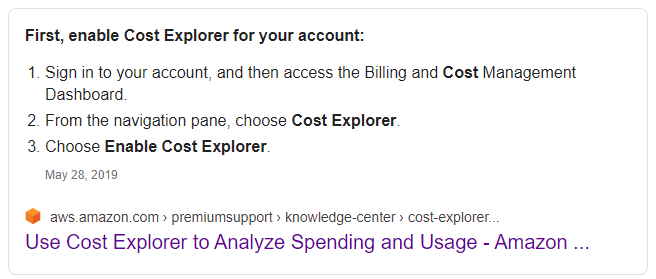 First, enable Cost Explorer for your account:
1. Sign in to your account, and then access the Billing and Cost Management
Dashboard.
2. From the navigation pane, choose Cost Explorer.
3. Choose Enable Cost Explorer.
May 28, 2019
aws.amazon.com › premiumsupport › knowledge-center › cost-explorer...
Use Cost Explorer to Analyze Spending and Usage - Amazon ...